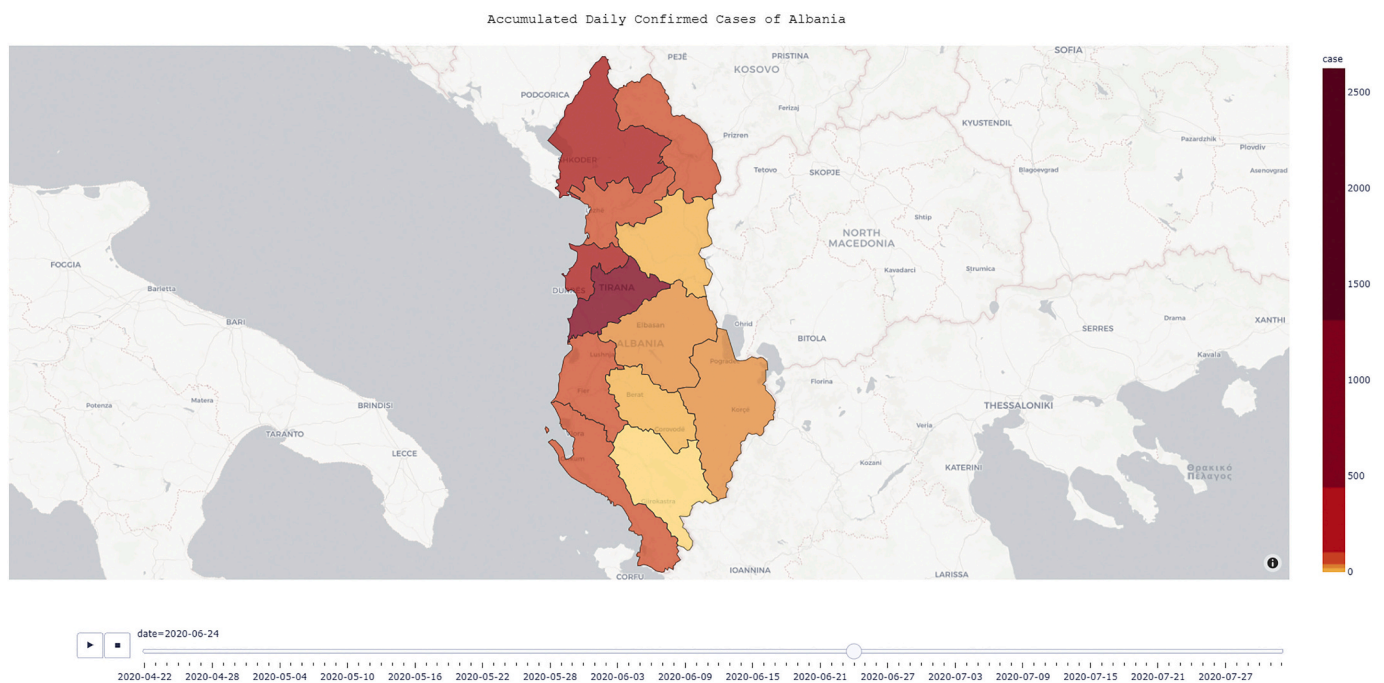 Accumulated Daily Confirmed Cases of Albania
SOFIA
PEJË
PRISTINA
KOSOVO
case
PODGORICA
2500
Ferizaj
KYUSTENDIL
Prizren
Pazardzhik
Plovdiv
SHKODER
Tetovo
SKOPJE
Blagoevgrad
Asenovgrad
2000
Shtip
NORTH
MACEDONIA
FOGGIA
Kavadarci
Strumica
Barletta
DURRËS
TIRANA
1500
BARI
Elbasan
Ohrid
Drama
XANTHI
SERRES
BITOLA
ALBANIA
Lushnje
Kavala
Pogradec
Florina
1000
Fier
Berat
Potenza
Matera
BRINDISI
Korçë
THESSALONIKI
TARANTO
Çorovodë
Veria
LECCE
Kozani
KATERINI
Θρακικό
Πέλαγος
500
Gjirokastra
IOANNINA
LARISSA
CORFU
0
date=2020-06-24
2020-04-22 2020-04-28 2020-05-04 2020-05-10 2020-05-16 2020-05-22 2020-05-28 2020-06-03 2020-06-09 2020-06-15 2020-06-21 2020-06-27 2020-07-03 2020-07-09 2020-07-15 2020-07-21 2020-07-27